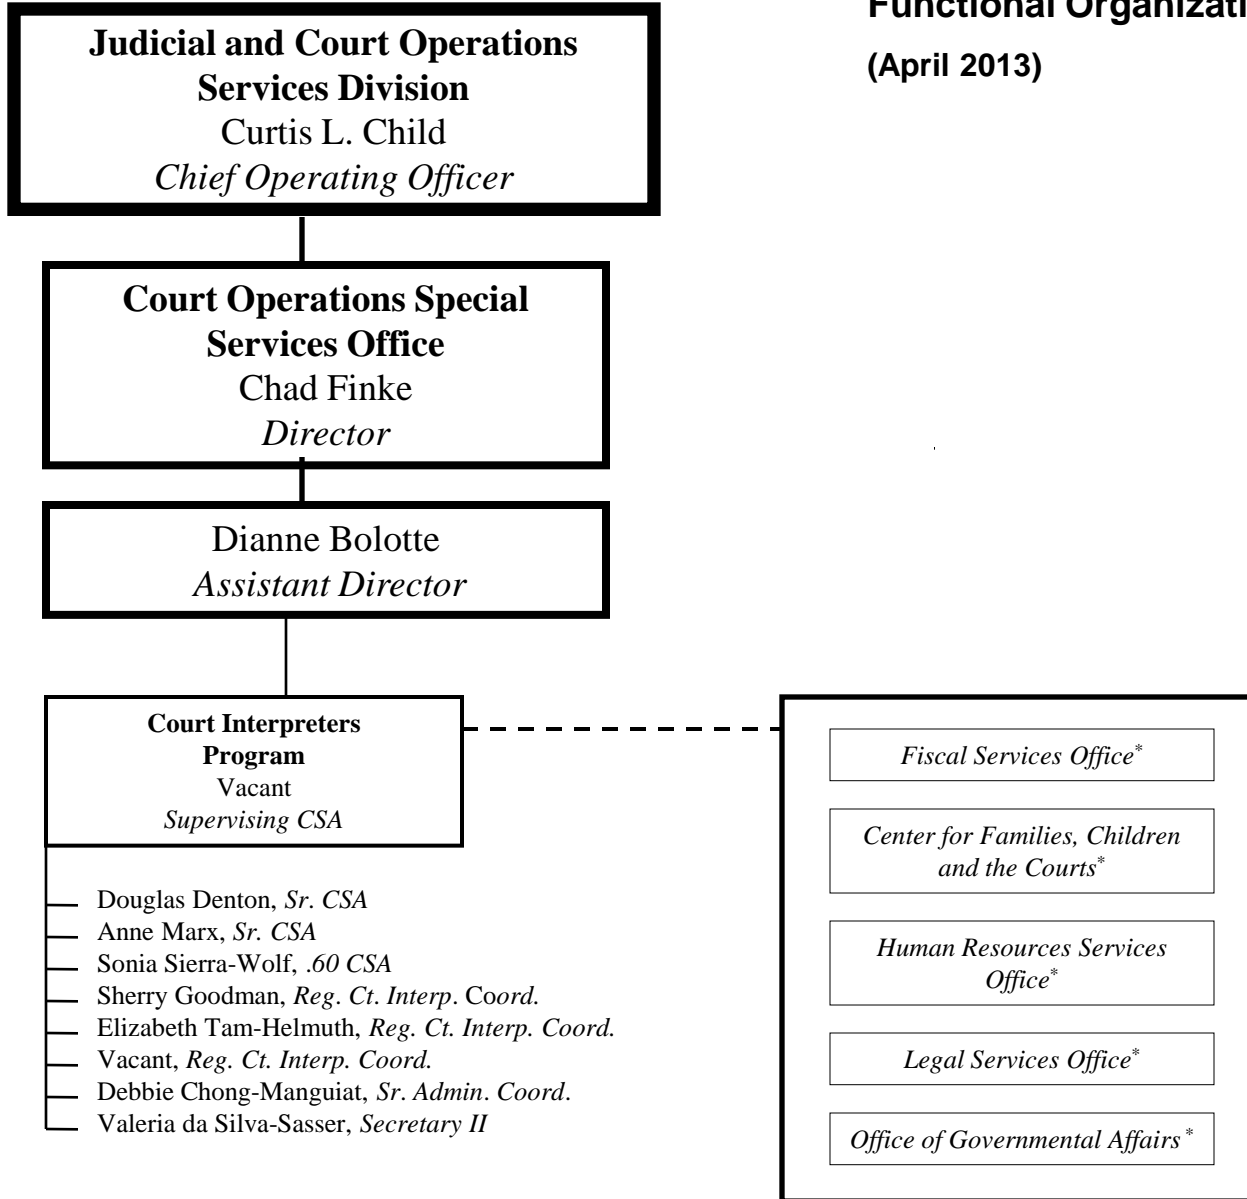 Functional
(April 2013)
Judicial and Court Operations
Services Division
Curtis L. Child
Chief Operating Officer
Court Operations Special
Services Office
Chad Finke
Director
Dianne Bolotte
Assistant Director
Court Interpreters
Program
Vacant
Supervising CSA
Douglas Denton, Sr. CSA
Anne Marx, Sr. CSA
Sonia Sierra-Wolf, .60 CSA
Sherry Goodman, Reg. Ct. Interp. Coord.
Elizabeth Tam-Helmuth, Reg. Ct. Interp. Coord.
Vacant, Reg. Ct. Interp. Coord.
Debbie Chong-Manguiat, Sr. Admin. Coord.
Valeria da Silva-Sasser, Secretary II
Fiscal Services Office*
Center for Families, Children
and the Courts*
Human Resources Services
Office*
Legal Services Office*
Office of Governmental Affairs*